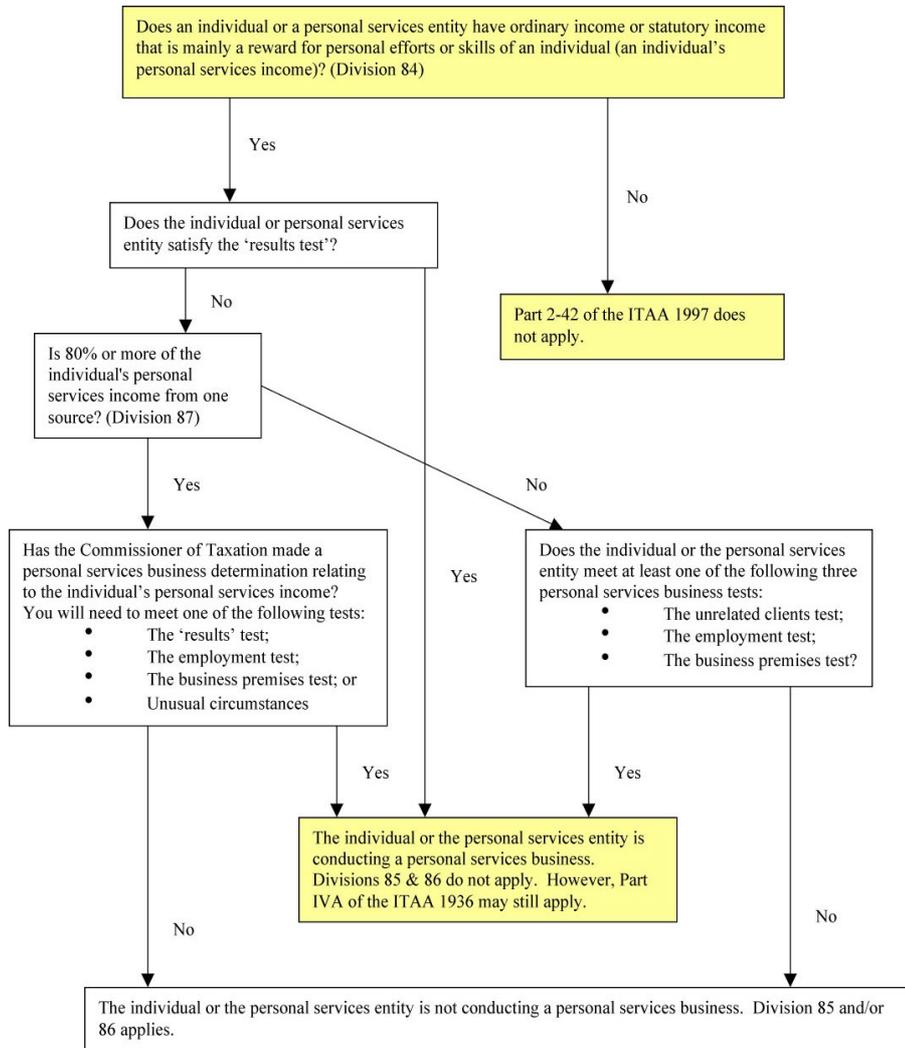 Does an individual or a personal services entity have ordinary income or statutory income
that is mainly a reward for personal efforts or skills of an individual (an individual’s
personal services income)? (Division 84)
Yes
No
Does the individual or personal services
entity satisfy the ‘results test’?
No
Part 2-42 of the ITAA 1997 does
not apply.
Is 80% or more of the
individual's personal
services income from one
source? (Division 87)
Yes
No
Has the Commissioner of Taxation made a
personal services business determination relating
to the individual’s personal services income?
You will need to meet one of the following tests:
• The ‘results’ test;
• The employment test;
• The business premises test; or
• Unusual circumstances
Yes
Does the individual or the personal services
entity meet at least one of the following three
personal services business tests:
• The unrelated clients test;
• The employment test;
• The business premises test?
Yes
Yes
The individual or the personal services entity is
conducting a personal services business.
Divisions 85 & 86 do not apply.  However, Part
IVA of the ITAA 1936 may still apply.
No
No
The individual or the personal services entity is not conducting a personal services business.  Division 85 and/or
86 applies.